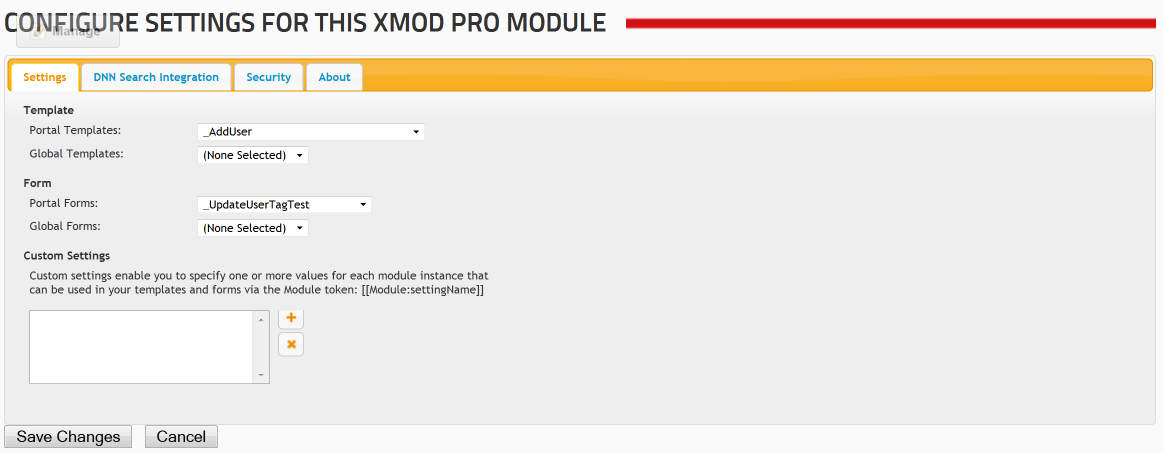 CONFIGURE SETTINGS FOR THIS XMOD PRO MODULE
Manage
Settings DNN Search Integration Security About
Template
Portal Templates: _AddUser
Global Templates: (None Selected)
Form
Portal Forms: _UpdateUserTagTest
Global Forms: (None Selected)
Custom Settings
Custom settings enable you to specify one or more values for each module instance that
can be used in your templates and forms via the Module token: [[Module:settingName]]
Save Changes Cancel